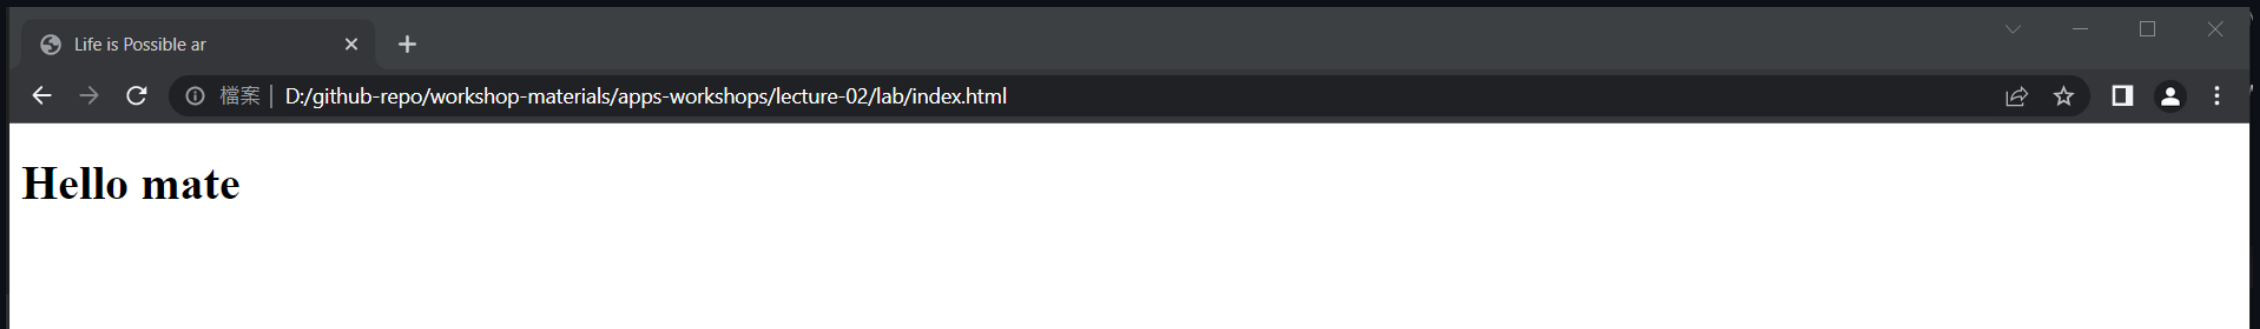 Life is Possible ar
檔案 | D:/github-repo/workshop-materials/apps-workshops/lecture-02/lab/index.html
Hello mate